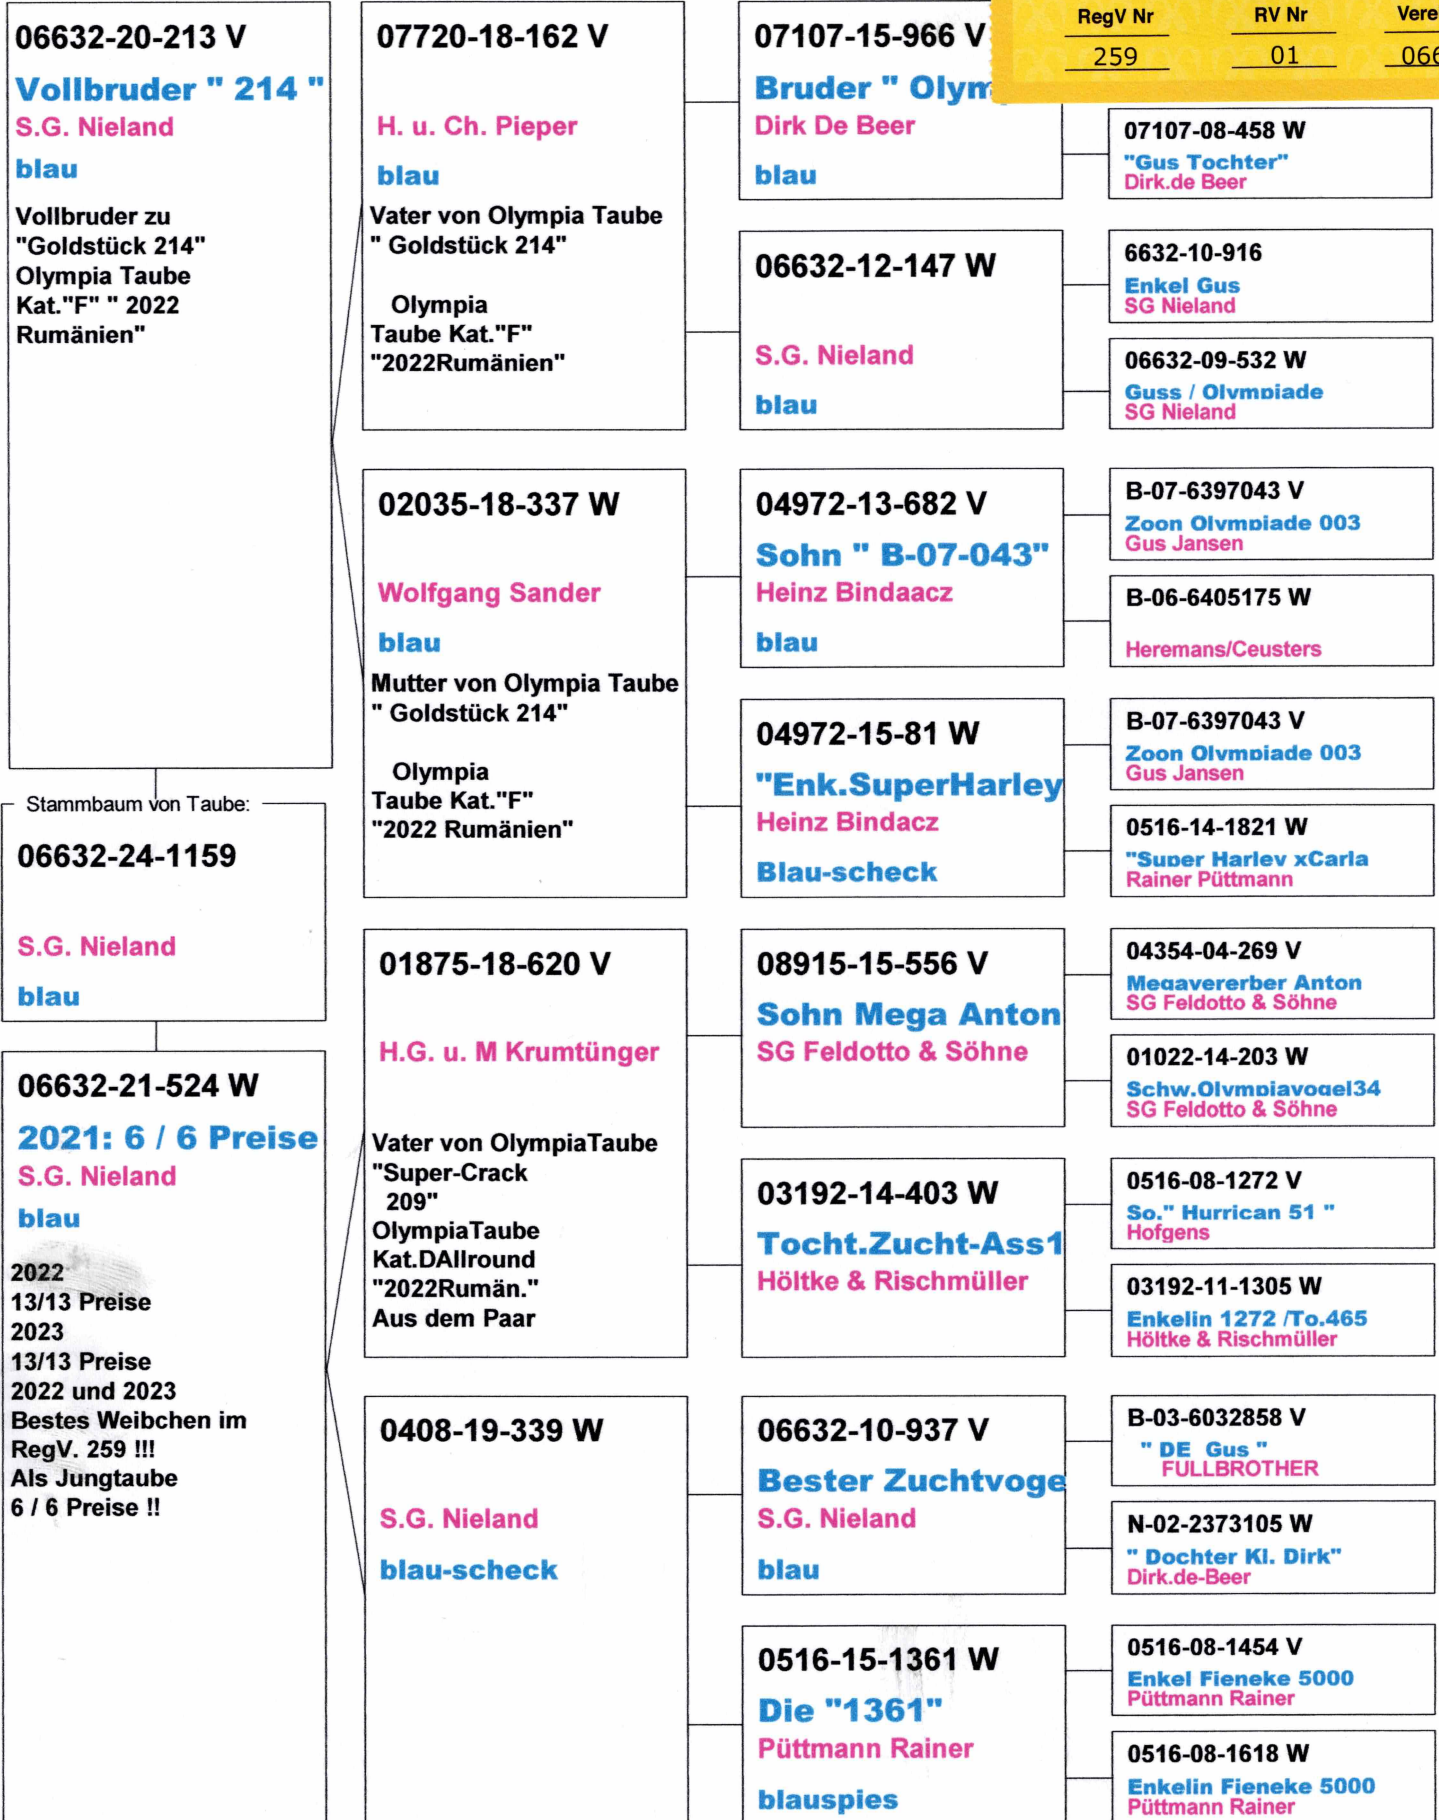 06632-20-213 V
Vollbruder " 214 "
S.G. Nieland
blau
Vollbruder zu
"Goldstück 214"
Olympia Taube
Kat."F" " 2022
Rumänien"
Stammbaum von Taube:
06632-24-1159
S.G. Nieland
blau
06632-21-524 W
2021: 6 / 6 Preise
S.G. Nieland
blau
2022
13/13 Preise
2023
13/13 Preise
2022 und 2023
Bestes Weibchen im
RegV. 259 !!!
Als Jungtaube
6 / 6 Preise !!
07720-18-162 V
H. u. Ch. Pieper
blau
Vater von Olympia Taube
" Goldstück 214"
Olympia
Taube Kat."F"
"2022Rumänien"
02035-18-337 W
Wolfgang Sander
blau
Mutter von Olympia Taube
" Goldstück 214"
Olympia
Taube Kat."F"
"2022 Rumänien"
01875-18-620 V
H.G. u. M Krumtünger
Vater von OlympiaTaube
"Super-Crack
209"
OlympiaTaube
Kat.DAllround
"2022Rumän."
Aus dem Paar
0408-19-339 W
S.G. Nieland
blau-scheck
07107-15-966 V
Bruder " Olym
Dirk De Beer
blau
06632-12-147 W
S.G. Nieland
blau
04972-13-682 V
Sohn " B-07-043"
Heinz Bindaacz
blau
04972-15-81 W
"Enk.SuperHarley
Heinz Bindacz
Blau-scheck
08915-15-556 V
Sohn Mega Anton
SG Feldotto & Söhne
03192-14-403 W
Tocht.Zucht-Ass1
Höltke & Rischmüller
06632-10-937 V
Bester Zuchtvoge
S.G. Nieland
blau
0516-15-1361 W
Die "1361"
Püttmann Rainer
blauspies
RegV Nr
RV Nr
Vere
259
01
066
07107-08-458 W
"Gus Tochter"
Dirk.de Beer
6632-10-916
Enkel Gus
SG Nieland
06632-09-532 W
Guss / Olympiade
SG Nieland
B-07-6397043 V
Zoon Olympiade 003
Gus Jansen
B-06-6405175 W
Heremans/Ceusters
B-07-6397043 V
Zoon Olympiade 003
Gus Jansen
0516-14-1821 W
"Super Harley xCarla
Rainer Püttmann
04354-04-269 V
Megavererber Anton
SG Feldotto & Söhne
01022-14-203 W
Schw.Olympiavogel34
SG Feldotto & Söhne
0516-08-1272 V
So." Hurrican 51 "
Hofgens
03192-11-1305 W
Enkelin 1272 /To.465
Höltke & Rischmüller
B-03-6032858 V
" DE Gus "
FULLBROTHER
N-02-2373105 W
" Dochter Kl. Dirk"
Dirk.de-Beer
0516-08-1454 V
Enkel Fieneke 5000
Püttmann Rainer
0516-08-1618 W
Enkelin Fieneke 5000
Püttmann Rainer